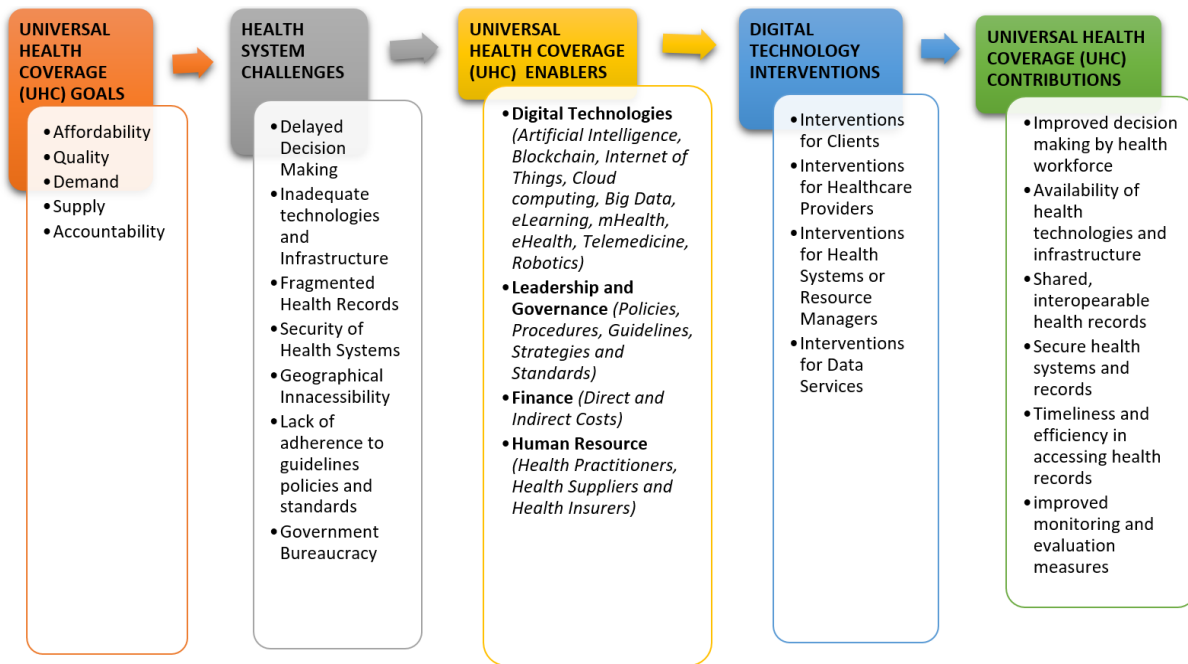 UNIVERSAL
HEALTH
COVERAGE
(UHC) GOALS
•Affordability
•Quality
•Demand
•Supply
•Accountability
HEALTH
SYSTEM
CHALLENGES
•Delayed
Decision
Making
•Inadequate
technologies
and
Infrastructure
•Fragmented
Health Records
•Security of
Health Systems
•Geographical
Innacessibility
•Lack of
adherence to
guidelines
policies and
standards
•Government
Bureaucracy
UNIVERSAL
HEALTH COVERAGE
(UHC) ENABLERS
•Digital Technologies
(Artificial Intelligence,
Blockchain, Internet of
Things, Cloud
computing, Big Data,
eLearning, mHealth,
eHealth, Telemedicine,
Robotics)
•Leadership and
Governance (Policies,
Procedures, Guidelines,
Strategies and
Standards)
•Finance (Direct and
Indirect Costs)
•Human Resource
(Health Practitioners,
Health Suppliers and
Health Insurers)
DIGITAL
TECHNOLOGY
INTERVENTIONS
•Interventions
for Clients
•Interventions
for Healthcare
Providers
•Interventions
for Health
Systems or
Resource
Managers
•Interventions
for Data
Services
UNIVERSAL HEALTH
COVERAGE (UHC)
CONTRIBUTIONS
•Improved decision
making by health
workforce
•Availability of
health
technologies and
infrastructure
•Shared,
interopearable
health records
•Secure health
systems and
records
•Timeliness and
efficiency in
accessing health
records
•improved
monitoring and
evaluation
measures